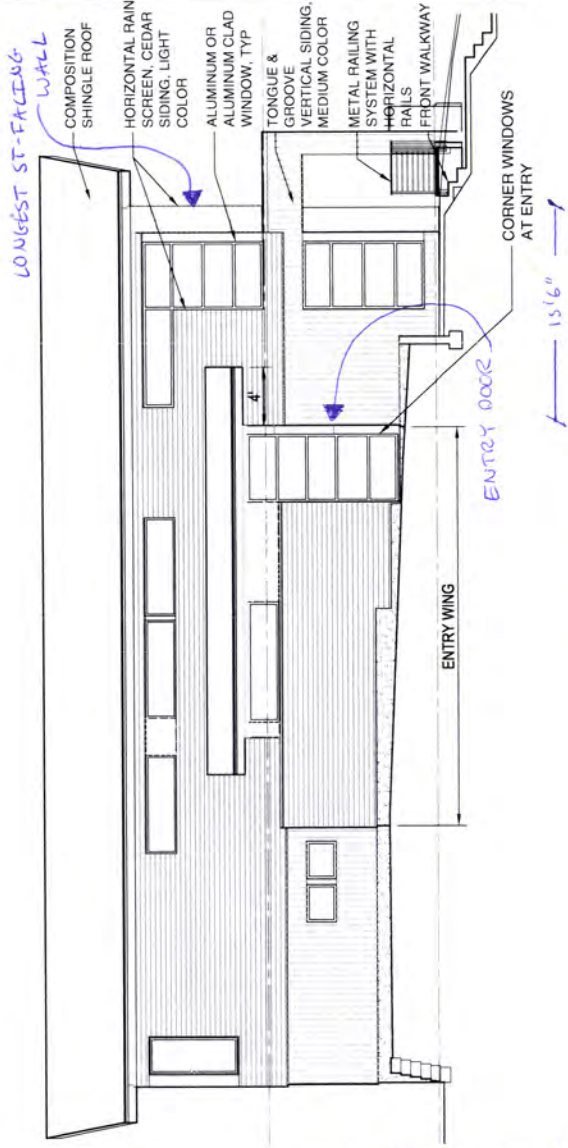 LONGEST ST-FACING
WALL
COMPOSITION
SHINGLE ROOF
HORIZONTAL RAIN
SCREEN, CEDAR
SIDING, LIGHT
COLOR
ALUMINUM OR
ALUMINUM CLAD
WINDOW, TYP
TONGUE &
GROOVE
VERTICAL SIDING,
MEDIUM COLOR
METAL RAILING
SYSTEM WITH
HORIZONTAL
RAILS
FRONT WALKWAY
CORNER WINDOWS
AT ENTRY
4'
ENTRY DOOR
ENTRY WING
15'6"